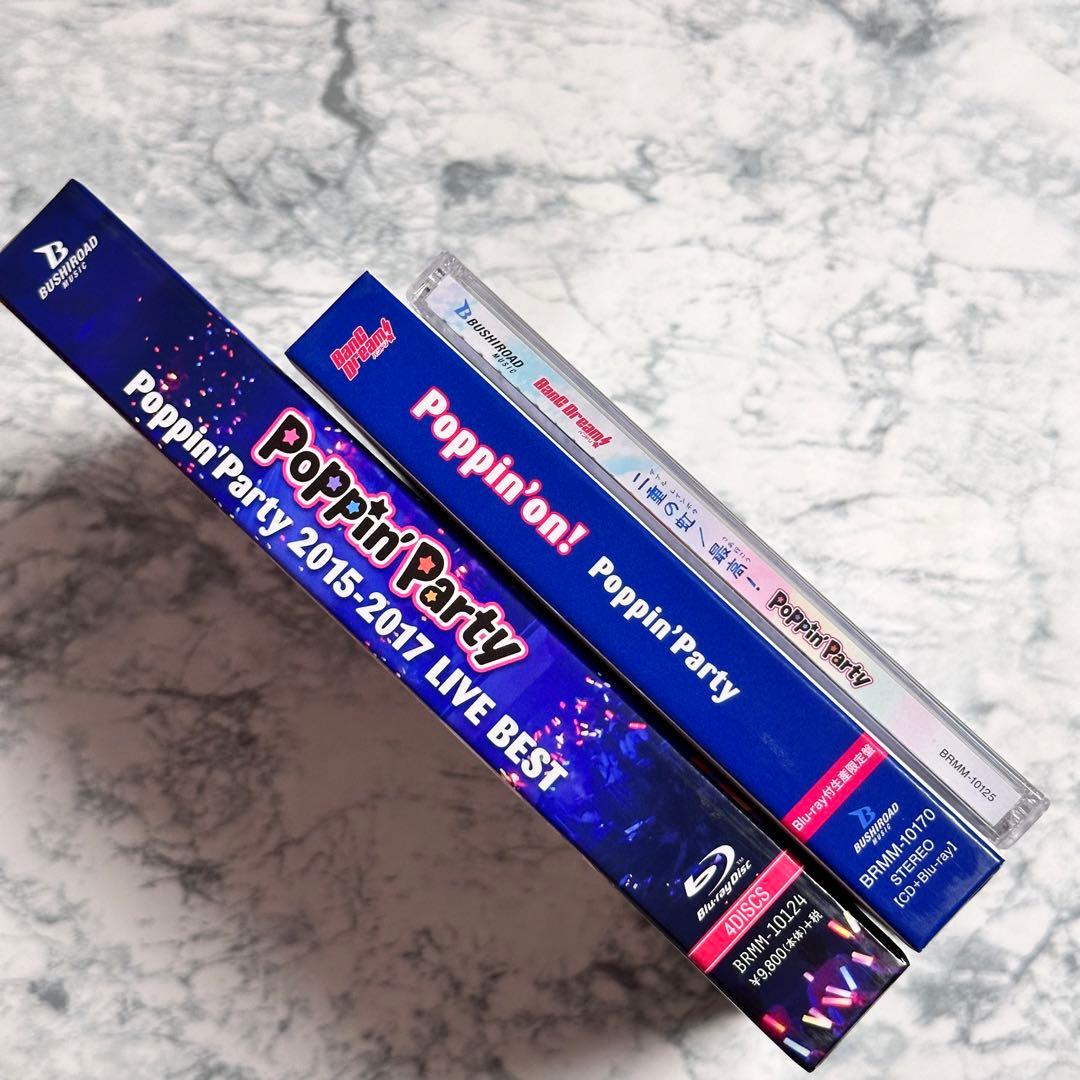 BUSHIROAD
MUSIC
Poppin'Party
Poppin'Party 2015-2017 LIVE BEST
Blu-ray Disc™
4DISCS
BRMM-10124
￥9,800(本体)+税
BanG
Dream!
Poppin'on! Poppin'Party
Blu-ray付生産限定盤
BUSHIROAD
MUSIC
BRMM-10170
STEREO
【CD+Blu-ray】
BUSHIROAD
MUSIC
BanG Dream!
二重の虹／最高！
Poppin'Party
BRMM-10125